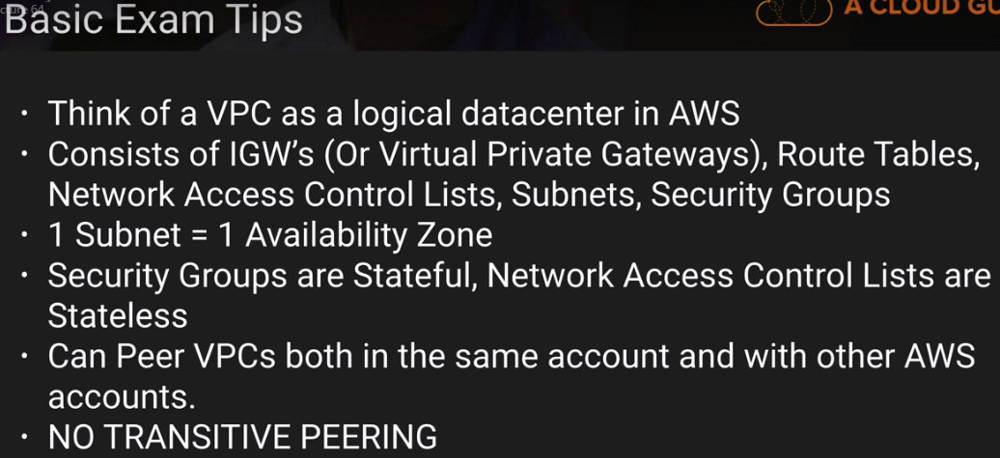 Basic Exam Tips
A CLOUD GU
• Think of a VPC as a logical datacenter in AWS
• Consists of IGW’s (Or Virtual Private Gateways), Route Tables,
Network Access Control Lists, Subnets, Security Groups
• 1 Subnet = 1 Availability Zone
• Security Groups are Stateful, Network Access Control Lists are
Stateless
• Can Peer VPCs both in the same account and with other AWS
accounts.
• NO TRANSITIVE PEERING